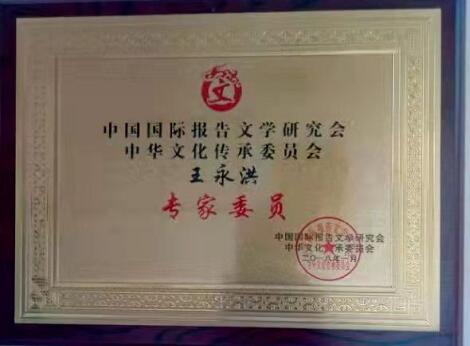 文
中国国际报告文学研究会
中华文化传承委员会
王永洪
专家委员
中国国际报告文学研究会
中华文化传承委员会
二〇一八年一月